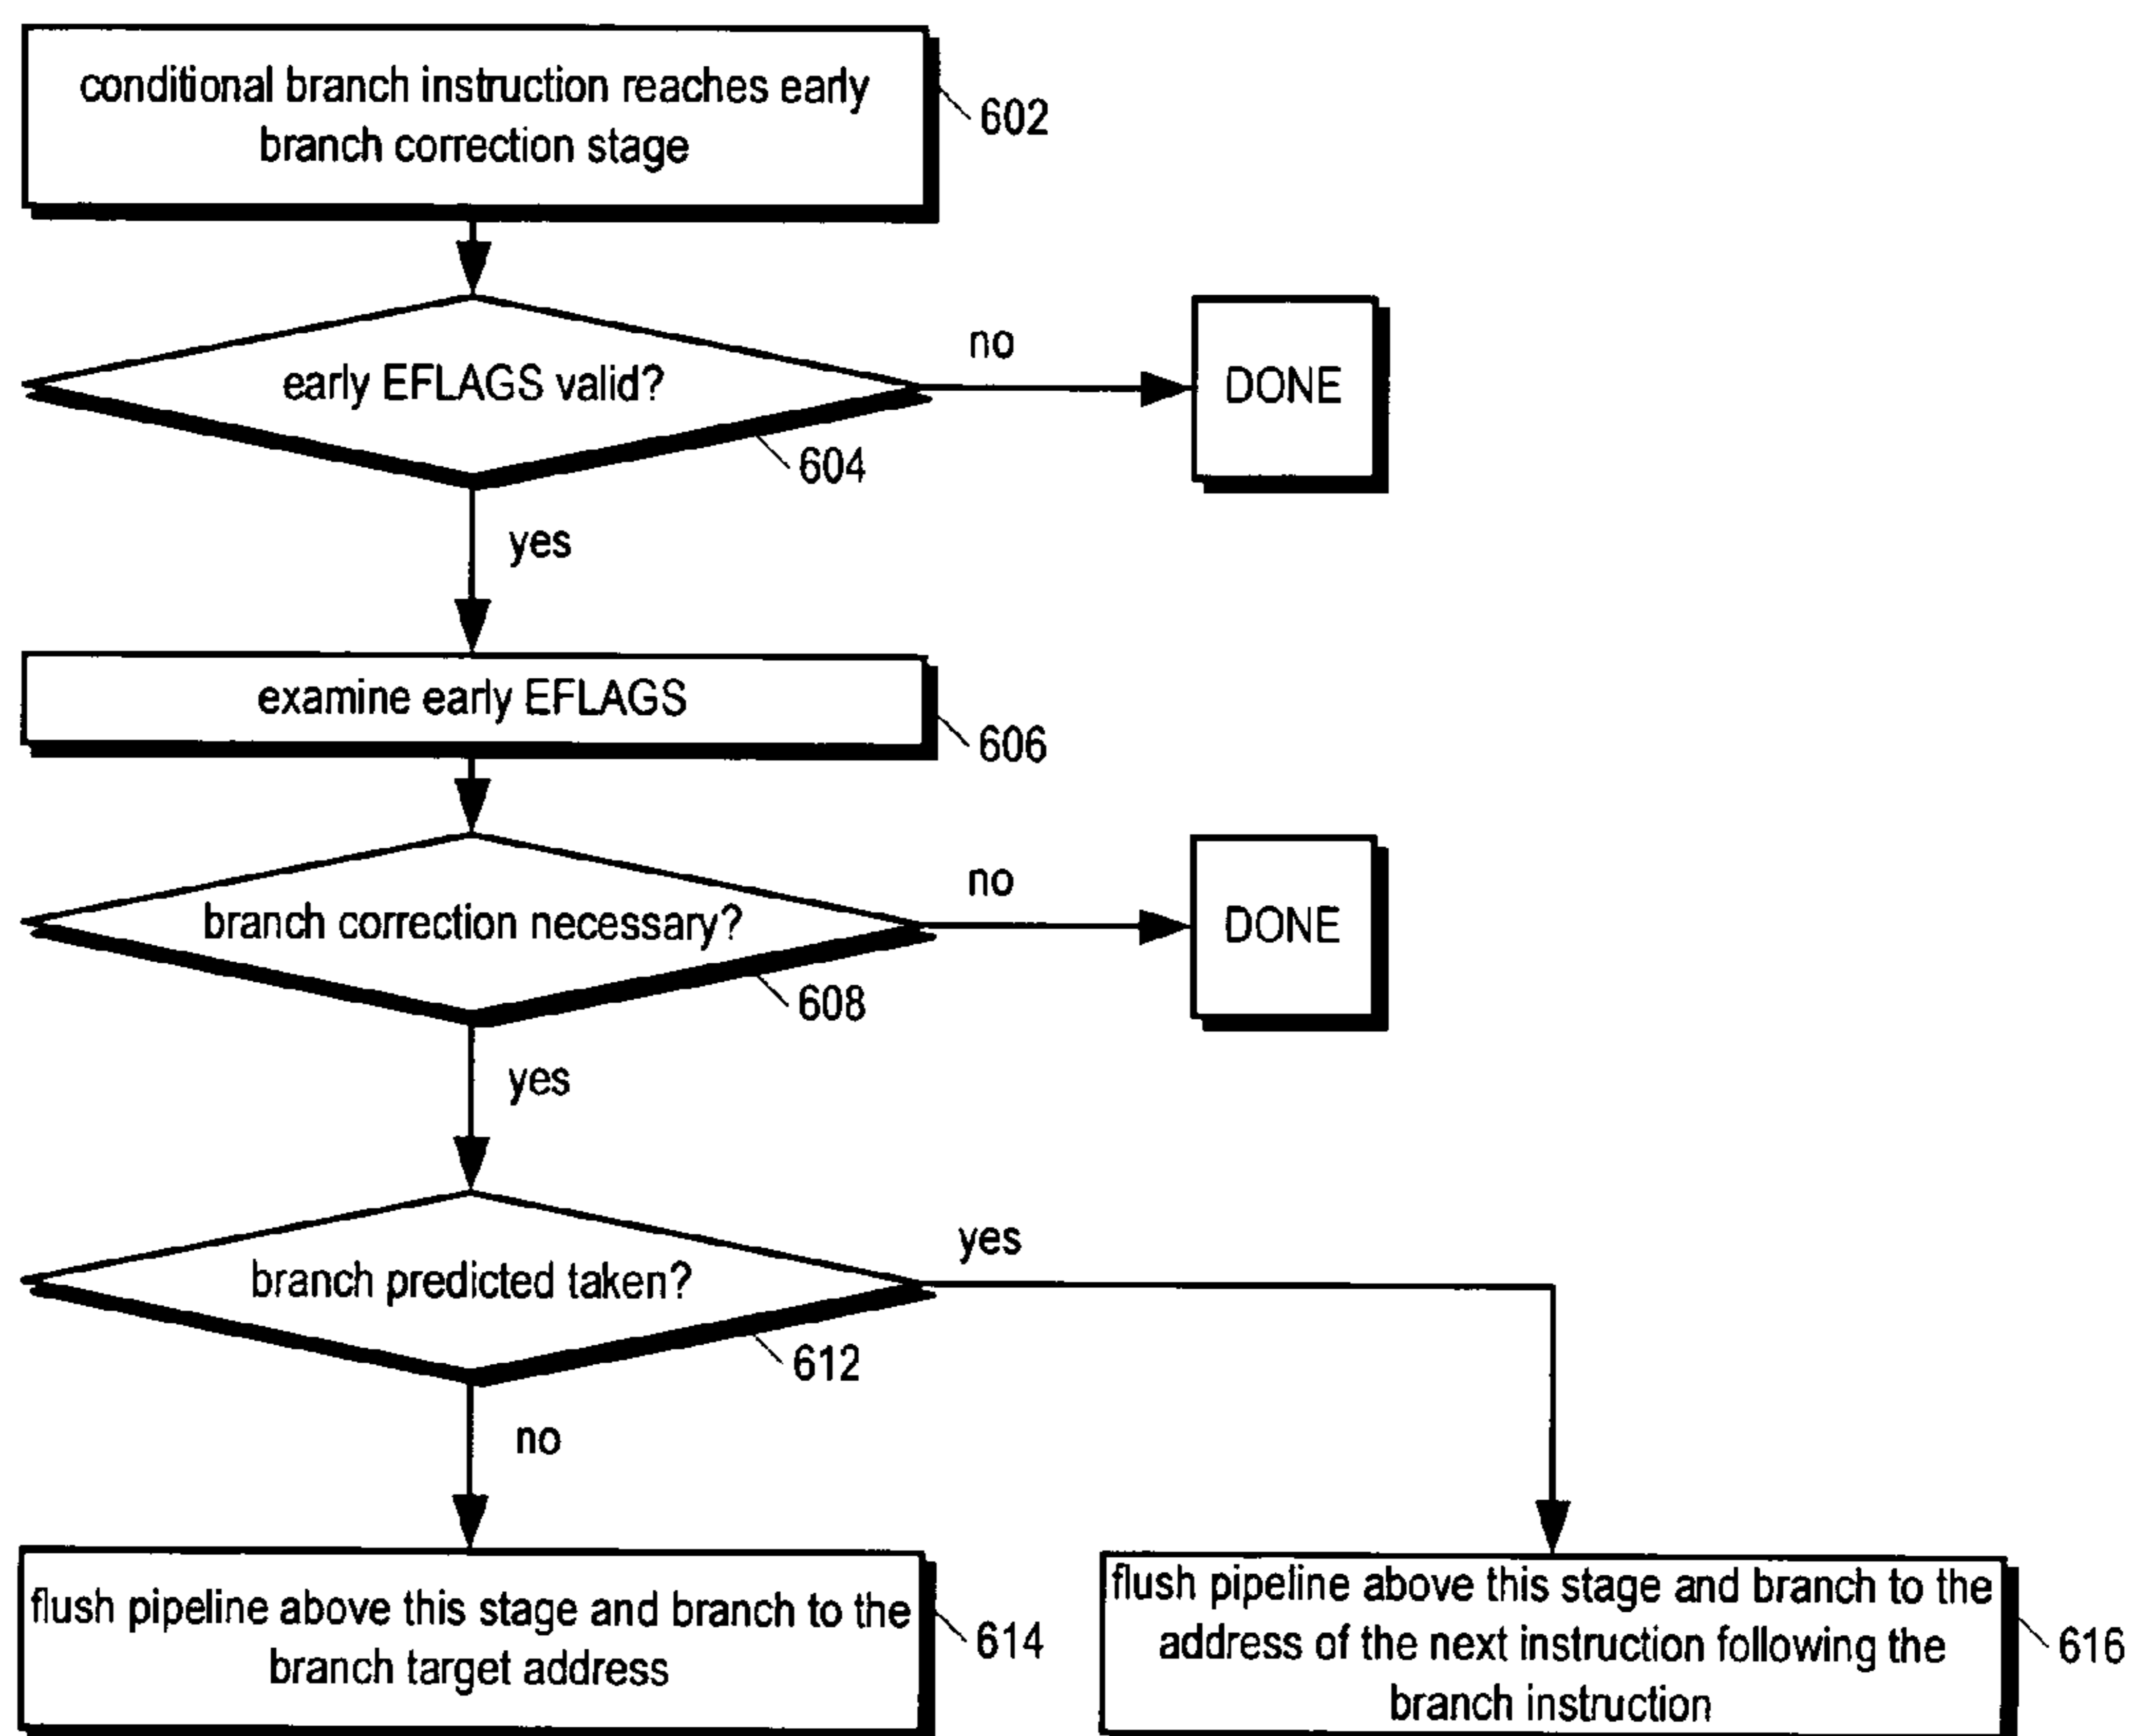 conditional branch instruction reaches early
branch correction stage
602
early EFLAGS valid?
no
DONE
604
yes
examine early EFLAGS
606
branch correction necessary?
no
DONE
608
yes
branch predicted taken?
yes
612
no
flush pipeline above this stage and branch to the
branch target address
614
flush pipeline above this stage and branch to the
address of the next instruction following the
branch instruction
616